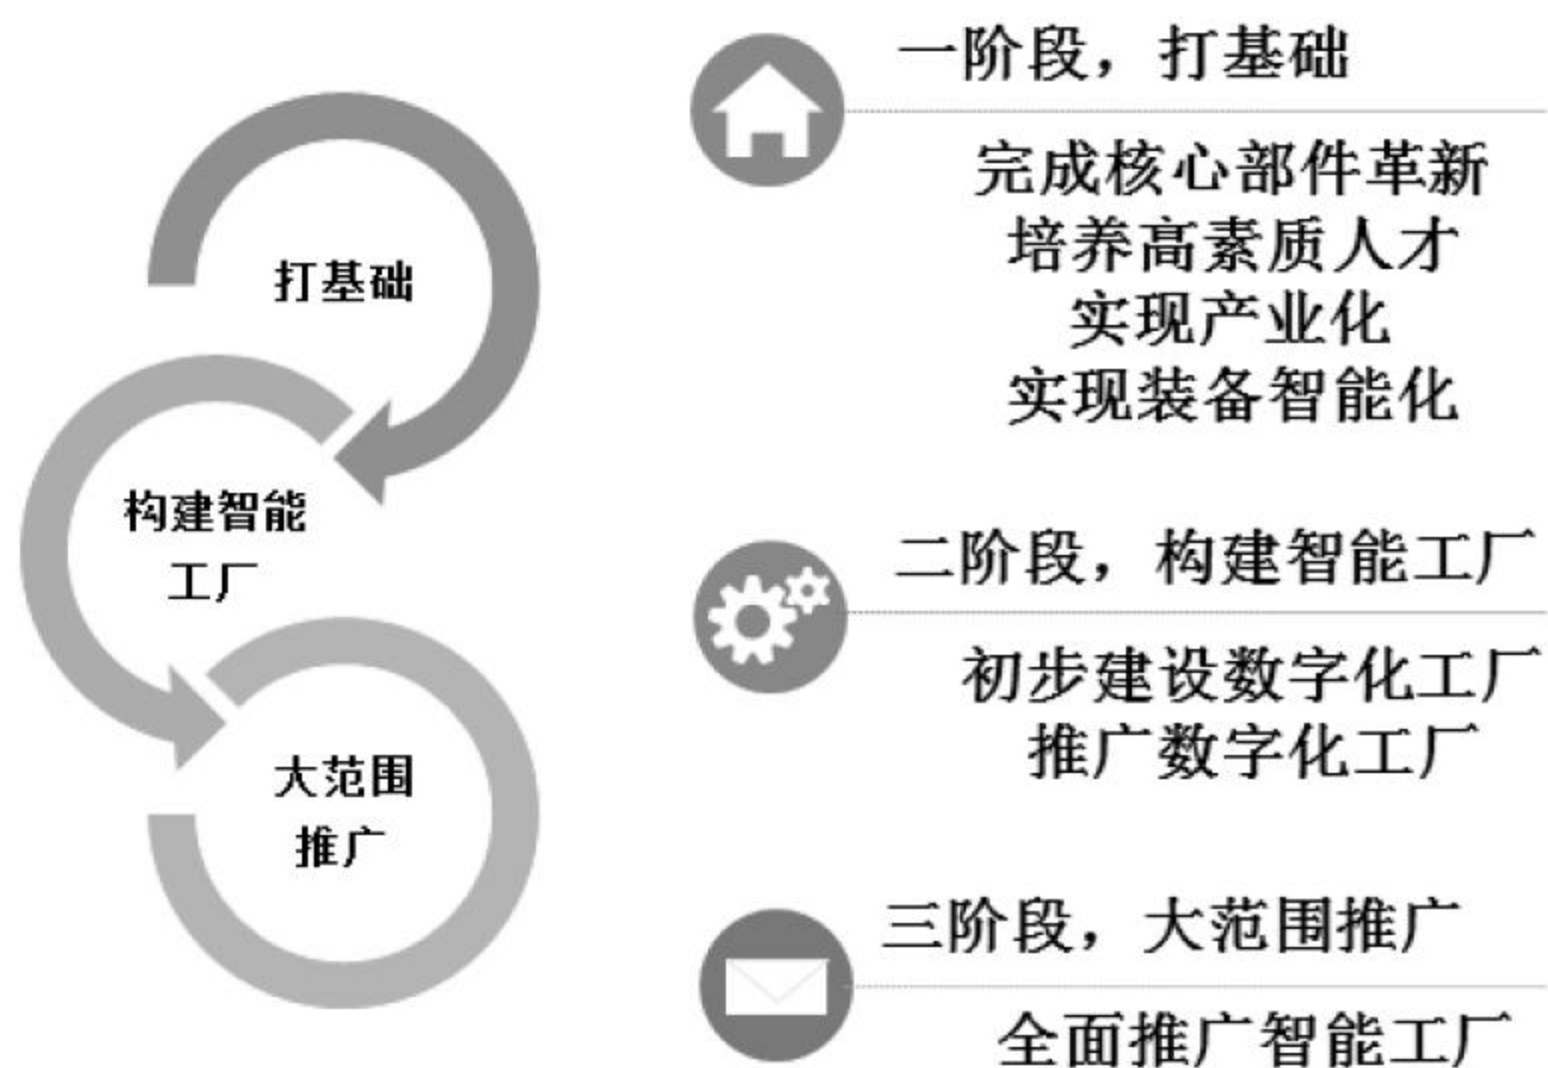 打基础
构建智能
工厂
大范围
推广
一阶段，打基础
完成核心部件革新
培养高素质人才
实现产业化
实现装备智能化
二阶段，构建智能工厂
初步建设数字化工厂
推广数字化工厂
三阶段，大范围推广
全面推广智能工厂